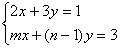 2x + 3y = 1
mx + (n − 1)y = 3